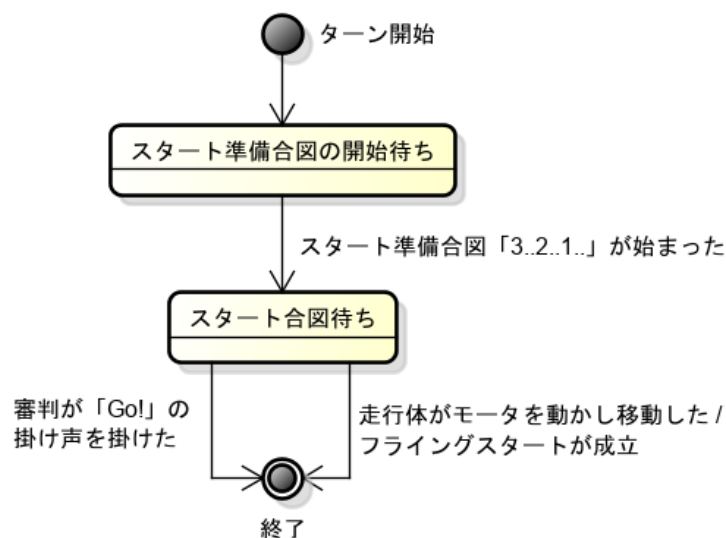 ターン開始
スタート準備合図の開始待ち
スタート準備合図「3..2..1..」が始まった
スタート合図待ち
審判が「Go!」の
掛け声を掛けた
走行体がモータを動かし移動した /
フライングスタートが成立
終了